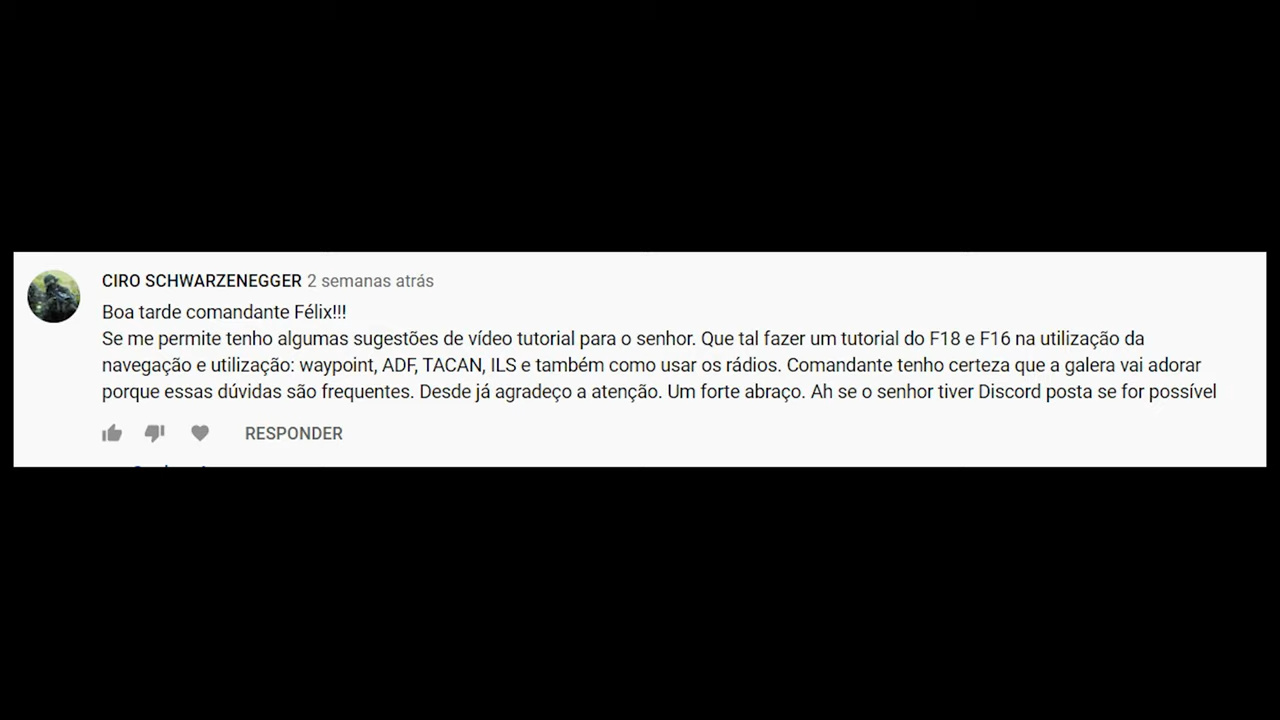 CIRO SCHWARZENEGGER 2 semanas atrás
Boa tarde comandante Félix!!!
Se me permite tenho algumas sugestões de vídeo tutorial para o senhor. Que tal fazer um tutorial do F18 e F16 na utilização da
navegação e utilização: waypoint, ADF, TACAN, ILS e também como usar os rádios. Comandante tenho certeza que a galera vai adorar
porque essas dúvidas são frequentes. Desde já agradeço a atenção. Um forte abraço. Ah se o senhor tiver Discord posta se for possível
RESPONDER